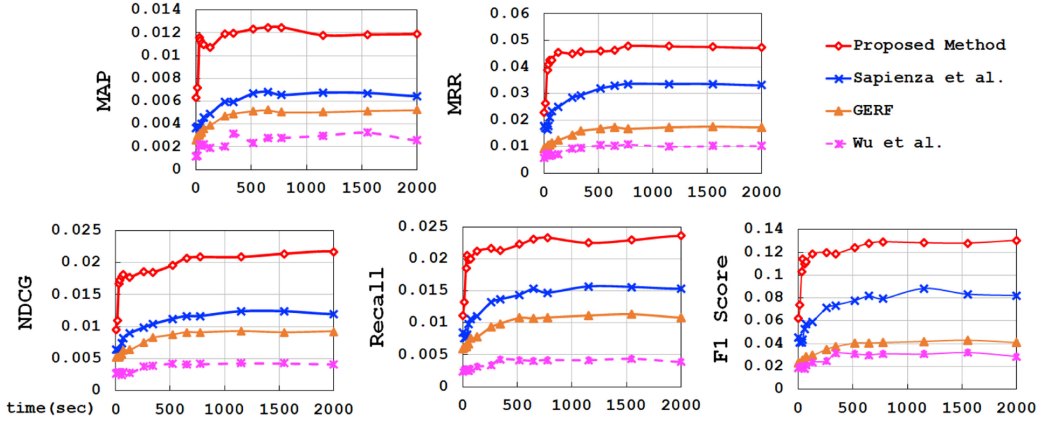 MAP
0.014
0.012
0.01
0.008
0.006
0.004
0.002
0
0 500 1000 1500 2000
MRR
0.06
0.05
0.04
0.03
0.02
0.01
0
0 500 1000 1500 2000
Proposed Method
Sapienza et al.
GERF
Wu et al.
NDCG
0.025
0.02
0.015
0.01
0.005
0
time(sec) 0 500 1000 1500 2000
Recall
0.025
0.02
0.015
0.01
0.005
0
0 500 1000 1500 2000
F1 Score
0.14
0.12
0.1
0.08
0.06
0.04
0.02
0
0 500 1000 1500 2000